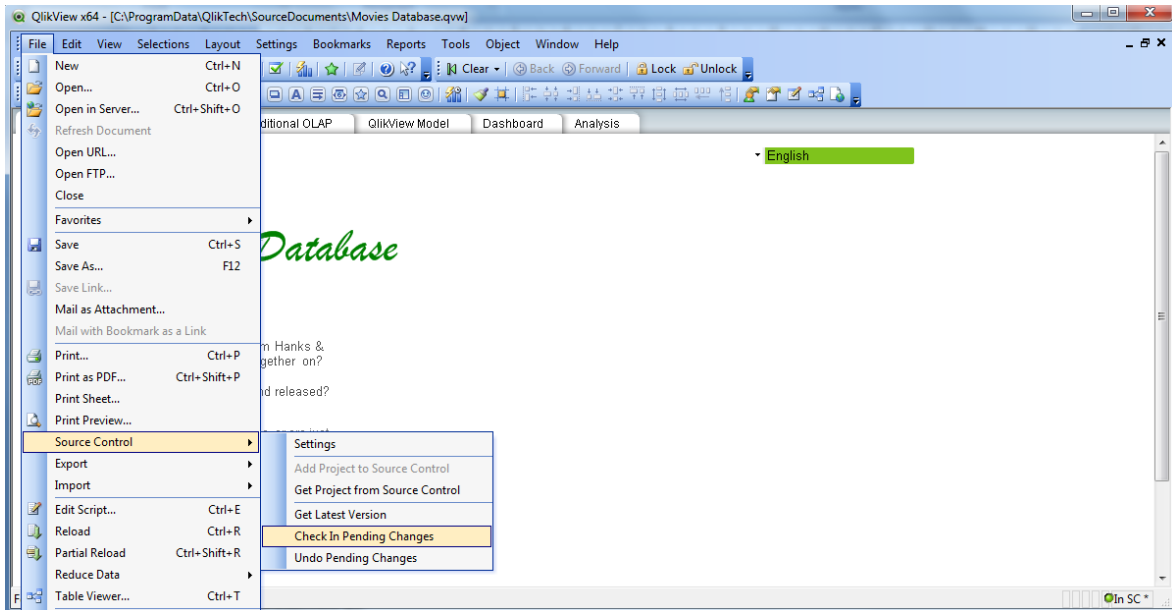 QlikView x64 - [C:\ProgramData\QlikTech\SourceDocuments\Movies Database.qvw]
File Edit View Selections Layout Settings Bookmarks Reports Tools Object Window Help
Clear Back Forward Lock Unlock
ditional OLAP QlikView Model Dashboard Analysis
English
Database
m Hanks &
gether on?
nd released?
New Ctrl+N
Open... Ctrl+O
Open in Server... Ctrl+Shift+O
Refresh Document
Open URL...
Open FTP...
Close
Favorites
Save Ctrl+S
Save As... F12
Save Link...
Mail as Attachment...
Mail with Bookmark as a Link
Print... Ctrl+P
Print as PDF... Ctrl+Shift+P
Print Sheet...
Print Preview...
Source Control
Export
Import
Edit Script... Ctrl+E
Reload Ctrl+R
Partial Reload Ctrl+Shift+R
Reduce Data
Table Viewer... Ctrl+T
Settings
Add Project to Source Control
Get Project from Source Control
Get Latest Version
Check In Pending Changes
Undo Pending Changes
F
In SC *